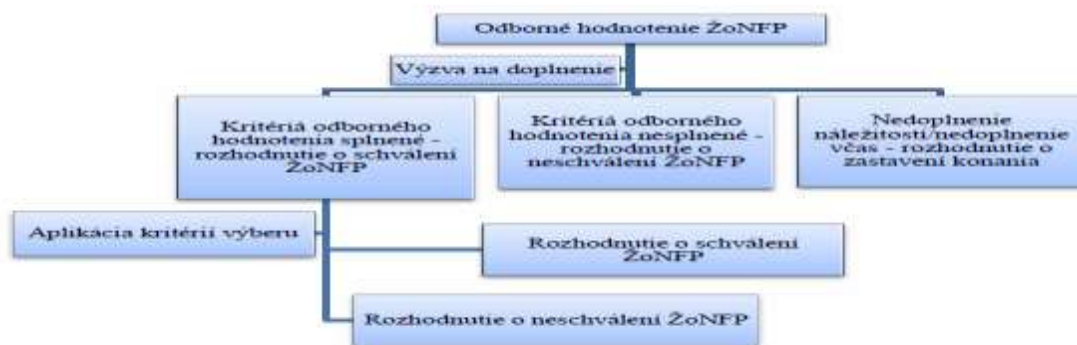 Odborné hodnotenie ŽoNFP
Výzva na doplnenie
Kritériá odborného
hodnotenia splnené -
rozhodnutie o schválení
ŽoNFP
Kritériá odborného
hodnotenia nesplnené -
rozhodnutie o
neschválení ŽoNFP
Nedoplnenie
náležitostí/nedoplnenie
včas - rozhodnutie o
zastavení konania
Aplikácia kritérií výberu
Rozhodnutie o schválení
ŽoNFP
Rozhodnutie o neschválení ŽoNFP